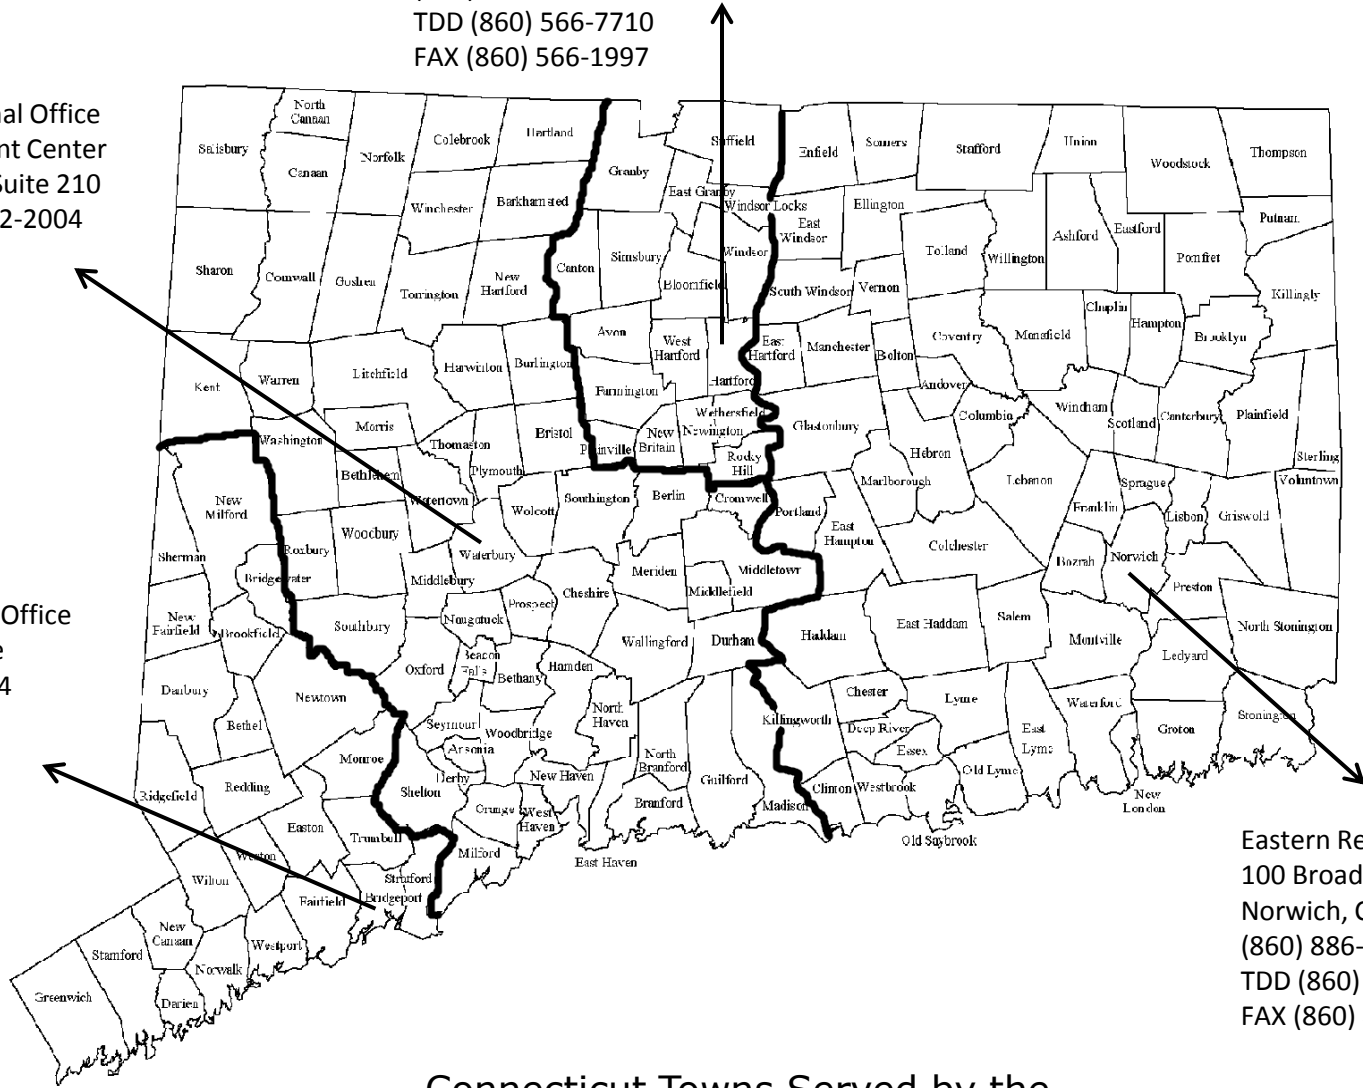 TDD (860) 566-7710
FAX (860) 566-1997
nal Office
nt Center
Suite 210
2-2004
Office
e
4
Eastern Re
100 Broad
Norwich, C
(860) 886-
TDD (860)
FAX (860)
North
Canaan
Salisbury
Canaan
Norfolk
Colebrook
Hartland
Granby
Suffield
Enfield
Somers
Stafford
Union
Woodstock
Thompson
Winchester
Barkhamsted
East Granby
Windsor Locks
East
Windsor
Ellington
Putnam
Sharon
Cornwall
Goshen
Torrington
New
Hartford
Canton
Simsbury
Bloomfield
Windsor
South Windsor
Vernon
Tolland
Willington
Ashford
Eastford
Pomfret
Killingly
Kent
Warren
Litchfield
Harwinton
Burlington
Avon
West
Hartford
Hartford
East
Hartford
Manchester
Bolton
Coventry
Mansfield
Chaplin
Hampton
Brooklyn
Farmington
Andover
Washington
Morris
Thomaston
Plymouth
Bristol
Plainville
New
Britain
Newington
Wethersfield
Rocky
Hill
Glastonbury
Hebron
Columbia
Windham
Scotland
Canterbury
Plainfield
Sterling
Bethlehem
Watertown
Wolcott
Southington
Berlin
Cromwell
Portland
Marlborough
Lebanon
Franklin
Sprague
Lisbon
Griswold
Voluntown
New
Milford
Sherman
Roxbury
Woodbury
Waterbury
Middlebury
Bridgewater
Meriden
Middletown
Middlefield
East
Hampton
Colchester
Bozrah
Norwich
Preston
New
Fairfield
Brookfield
Southbury
Naugatuck
Prospect
Cheshire
Wallingford
Durham
Haddam
East Haddam
Salem
Montville
Ledyard
North Stonington
Danbury
Newtown
Oxford
Beacon
Falls
Bethany
Hamden
North
Haven
Bethel
Seymour
Woodbridge
Killingworth
Chester
Deep River
Essex
Lyme
East
Lyme
Waterford
Groton
Stonington
Monroe
Ansonia
Derby
New Haven
North
Branford
Guilford
Ridgefield
Redding
Shelton
Orange
West
Haven
Branford
Madison
Clinton
Westbrook
Old Lyme
New
London
Easton
Trumbull
Milford
East Haven
Old Saybrook
Weston
Wilton
Stratford
Bridgeport
Fairfield
New
Canaan
Westport
Stamford
Norwalk
Greenwich
Darien
Connecticut Towns Served by the